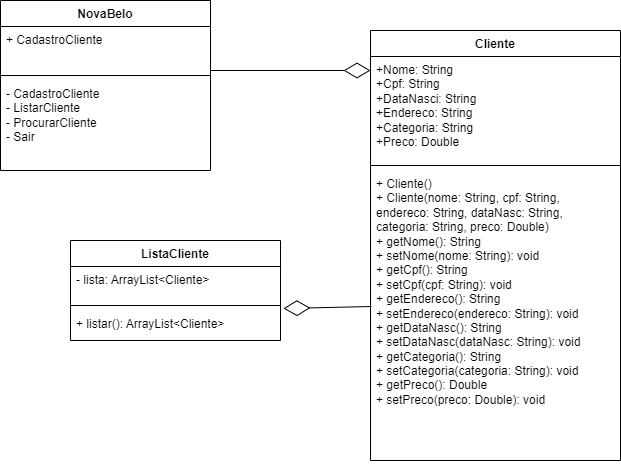 NovaBelo
+ CadastroCliente
- CadastroCliente
- ListarCliente
- ProcurarCliente
- Sair
Cliente
+Nome: String
+Cpf: String
+DataNasci: String
+Endereco: String
+Categoria: String
+Preco: Double
+ Cliente()
+ Cliente(nome: String, cpf: String,
endereco: String, dataNasc: String,
categoria: String, preco: Double)
+ getNome(): String
+ setNome(nome: String): void
+ getCpf(): String
+ setCpf(cpf: String): void
+ getEndereco(): String
+ setEndereco(endereco: String): void
+ getDataNasc(): String
+ setDataNasc(dataNasc: String): void
+ getCategoria(): String
+ setCategoria(categoria: String): void
+ getPreco(): Double
+ setPreco(preco: Double): void
ListaCliente
- lista: ArrayList<Cliente>
+ listar(): ArrayList<Cliente>